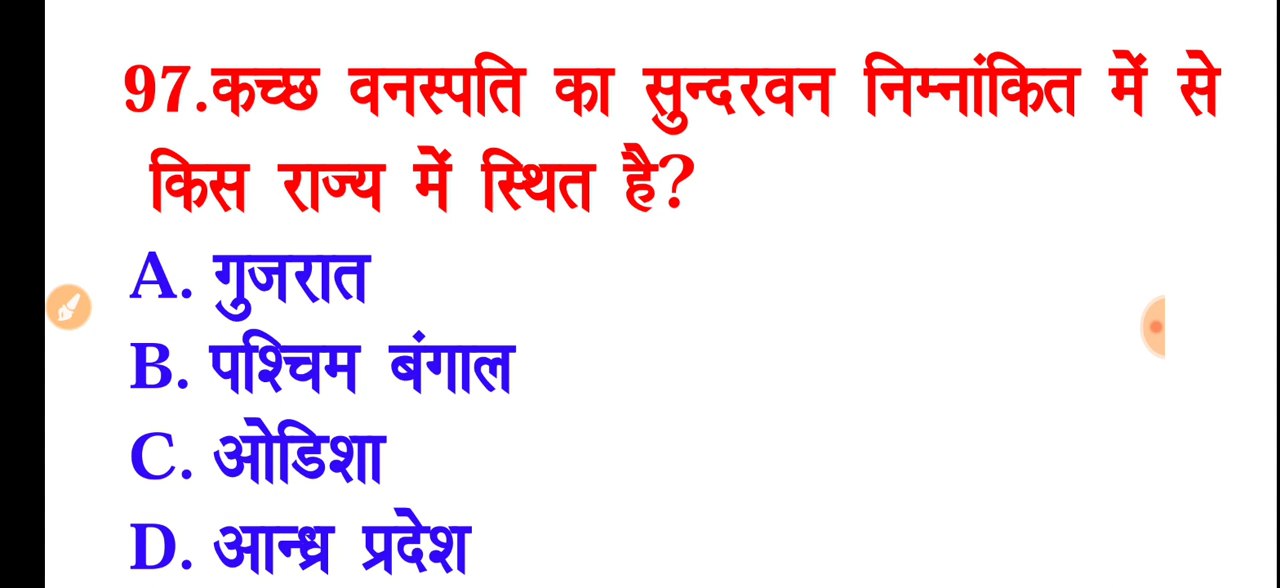 97.कच्छ वनस्पति का सुन्दरवन निम्नांकित में से
किस राज्य में स्थित है?
A. गुजरात
B. पश्चिम बंगाल
C. ओडिशा
D. आन्ध्र प्रदेश